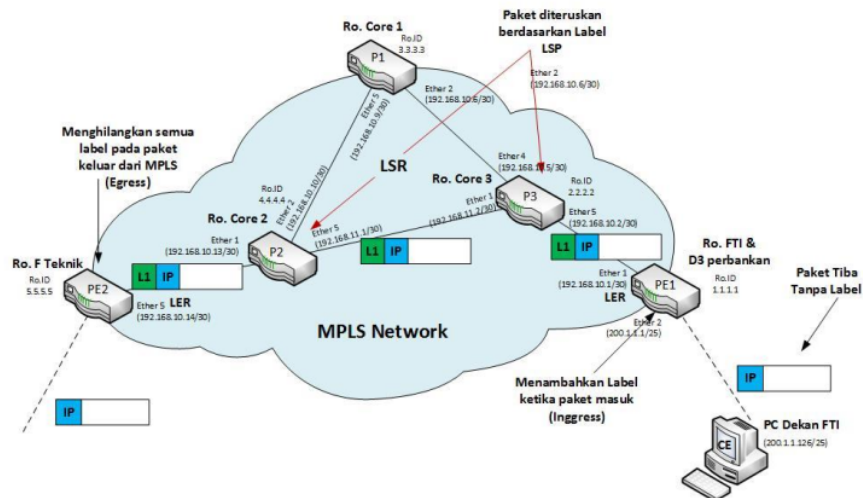 Paket diteruskan
berdasarkan Label
LSP
Ro. Core 1
Ro.ID
3.3.3.3
P1
Ether 2
(192.168.10.6/30)
Ether 5
(192.168.10.9/30)
Menghilangkan semua
label pada paket
keluar dari MPLS
(Egress)
LSR
Ether 4
(192.168.10.5/30)
Ro. Core 3
Ro.ID
2.2.2.2
P3
Ro.ID
4.4.4.4
Ether 2
(192.168.10.10/30)
Ether 1
(192.168.11.2/30)
Ro. Core 2
Ether 5
(192.168.11.1/30)
Ether 5
(192.168.10.2/30)
Ether 1
(192.168.10.13/30)
P2
L1 IP
L1 IP
Ro. FTI &
D3 perbankan
Ro.ID
1.1.1.1
Ro. F Teknik
Ro.ID
5.5.5.5
PE2
L1 IP
LER
Ether 5
(192.168.10.14/30)
Ether 1
(192.168.10.1/30)
LER
PE1
Paket Tiba
Tanpa Label
MPLS Network
Ether 2
(200.1.1.1/25)
Menambahkan Label
ketika paket masuk
(Inggress)
IP
IP
PC Dekan FTI
(200.1.1.126/25)
CE